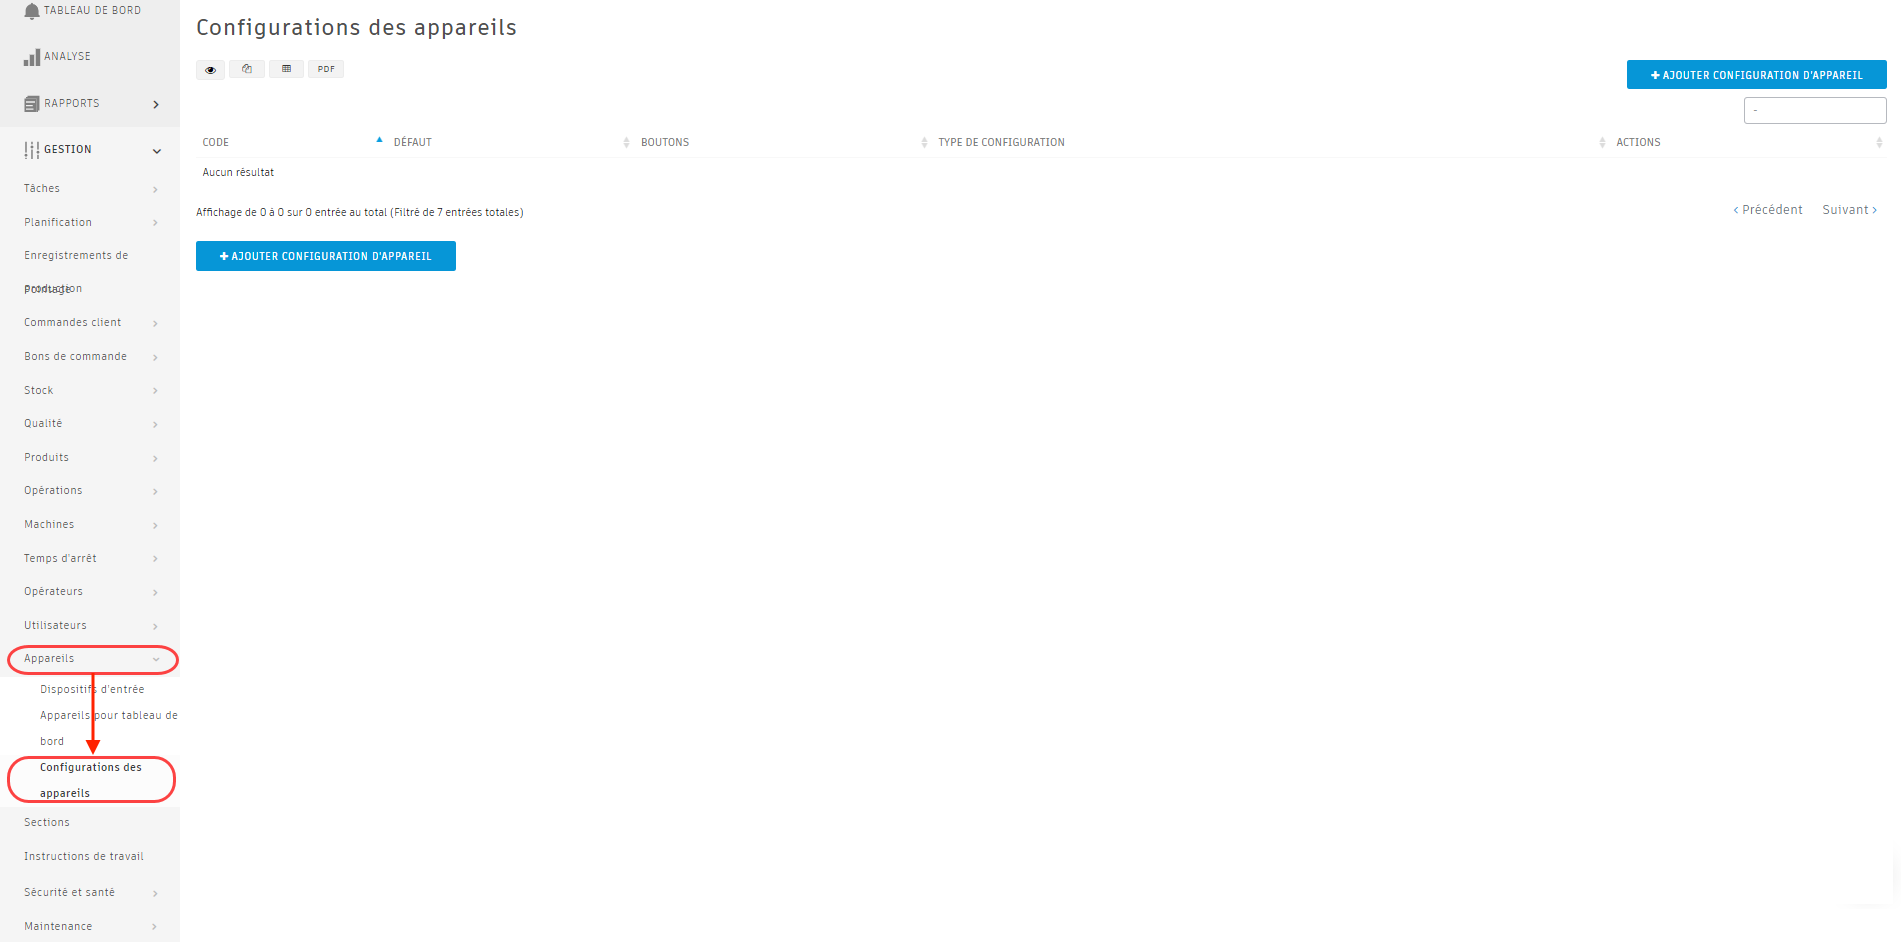 TABLEAU DE BORD
ANALYSE
RAPPORTS
GESTION
Tâches
Planification
Enregistrements de
production
Pointage
Commandes client
Bons de commande
Stock
Qualité
Produits
Opérations
Machines
Temps d'arrêt
Opérateurs
Utilisateurs
Appareils
Dispositifs d'entrée
Appareils pour tableau de
bord
Configurations des
appareils
Sections
Instructions de travail
Sécurité et santé
Maintenance
Configurations des appareils
PDF
+ AJOUTER CONFIGURATION D'APPAREIL
-
CODE DÉFAUT BOUTONS TYPE DE CONFIGURATION ACTIONS
Aucun résultat
Affichage de 0 à 0 sur 0 entrée au total (Filtré de 7 entrées totales)
‹ Précédent Suivant ›
+ AJOUTER CONFIGURATION D'APPAREIL